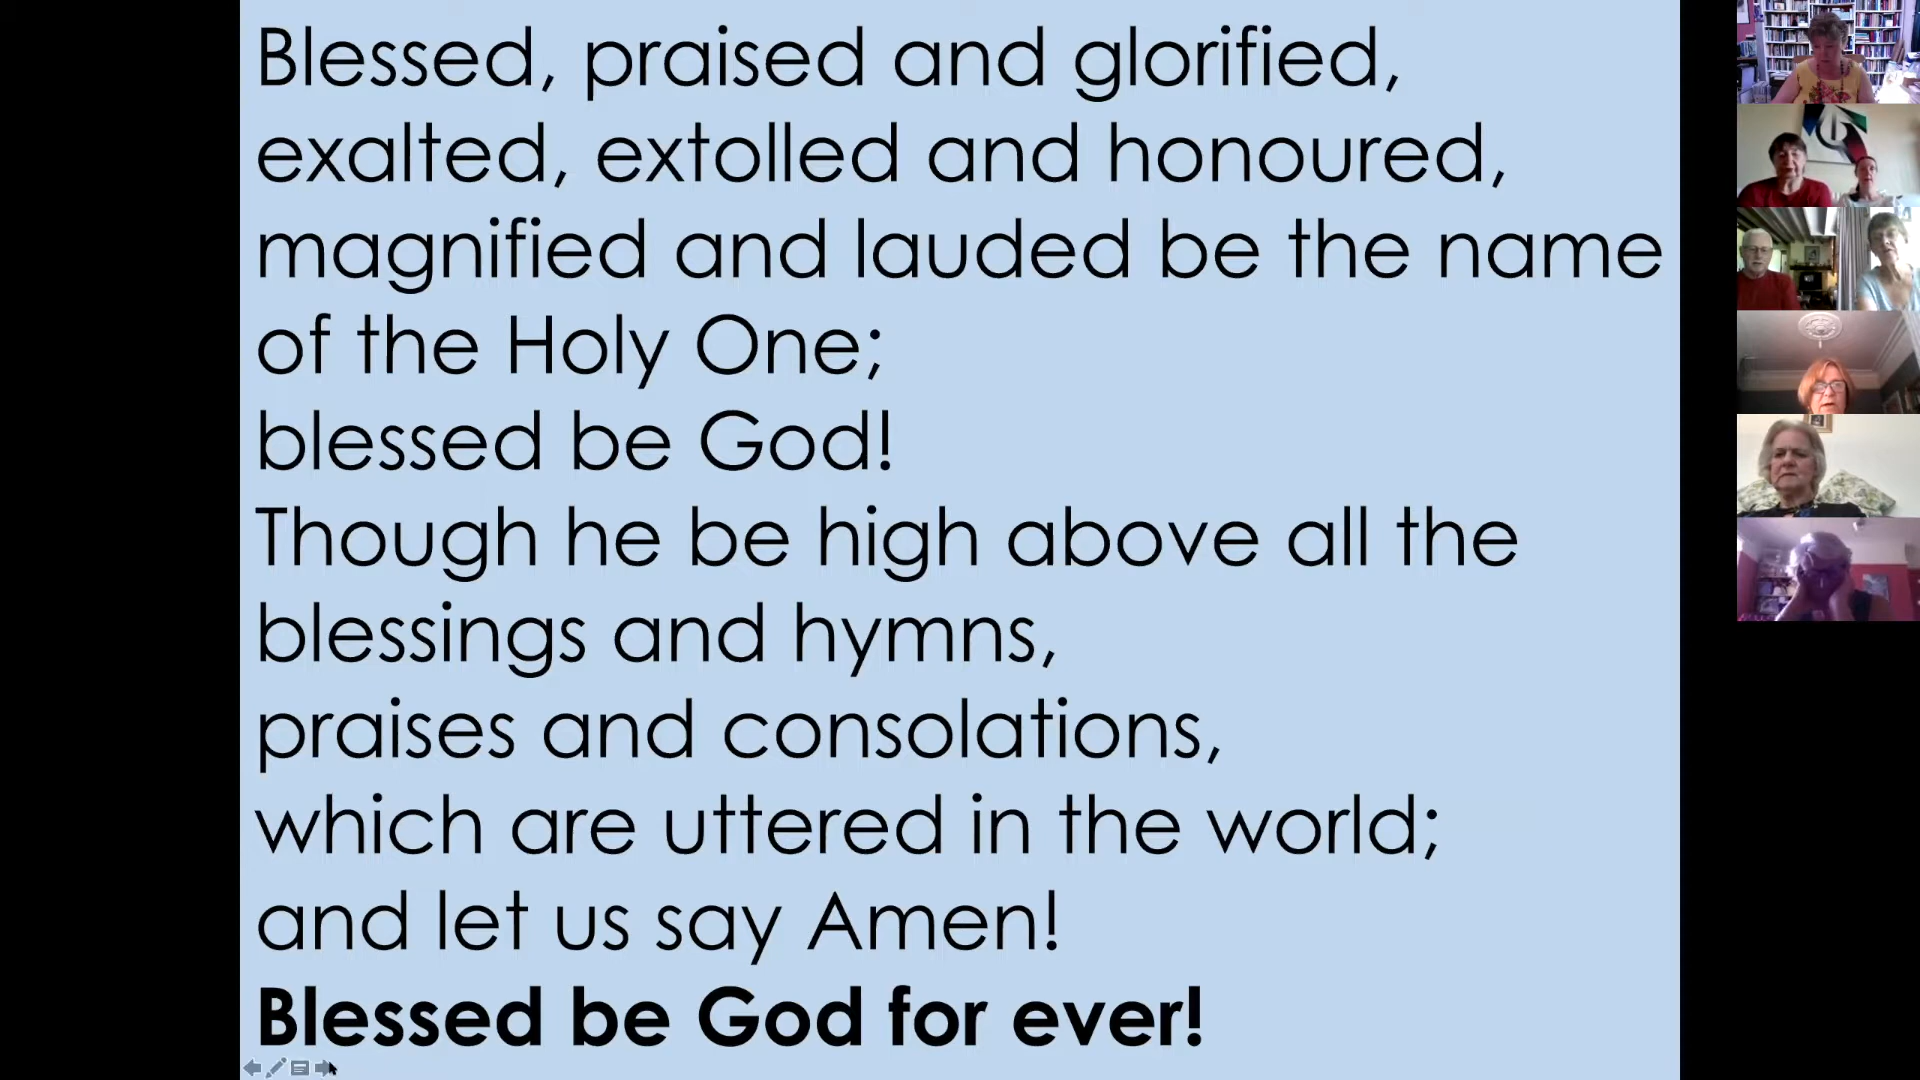 Blessed, praised and glorified,
exalted, extolled and honoured,
magnified and lauded be the name
of the Holy One;
blessed be God!
Though he be high above all the
blessings and hymns,
praises and consolations,
which are uttered in the world;
and let us say Amen!
Blessed be God for ever!